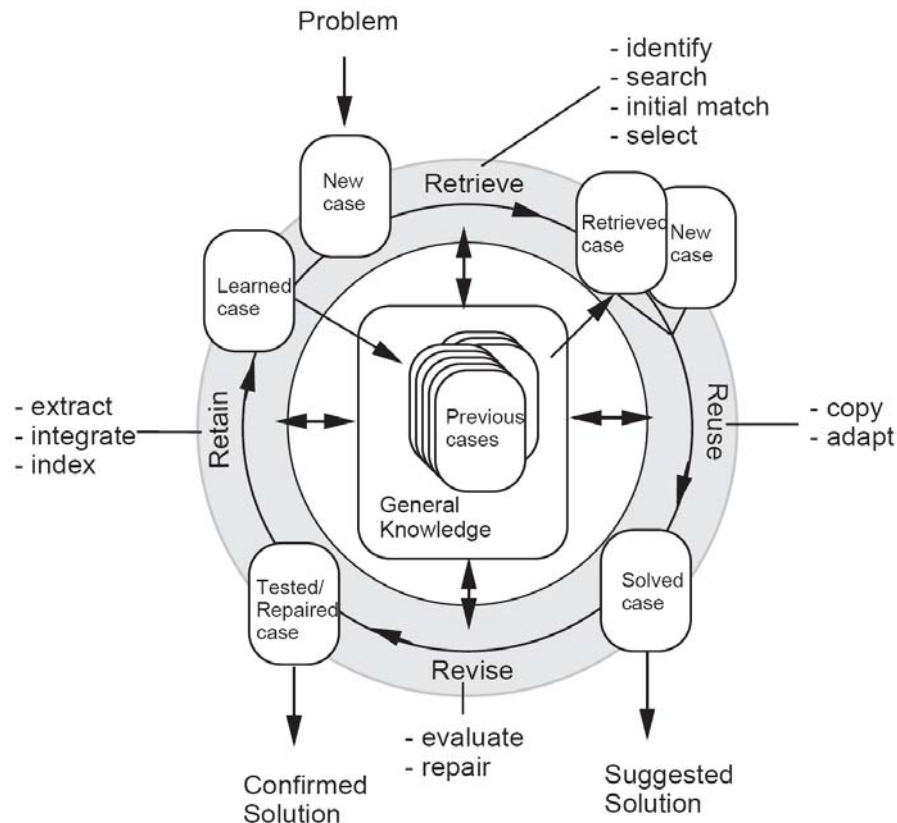 Problem
- identify
- search
- initial match
- select
New
case
Retrieve
Retrieved
case
New
case
Learned
case
Previous
cases
General
Knowledge
Retain
- extract
- integrate
- index
Reuse
- copy
- adapt
Tested/
Repaired
case
Solved
case
Revise
- evaluate
- repair
Confirmed
Solution
Suggested
Solution